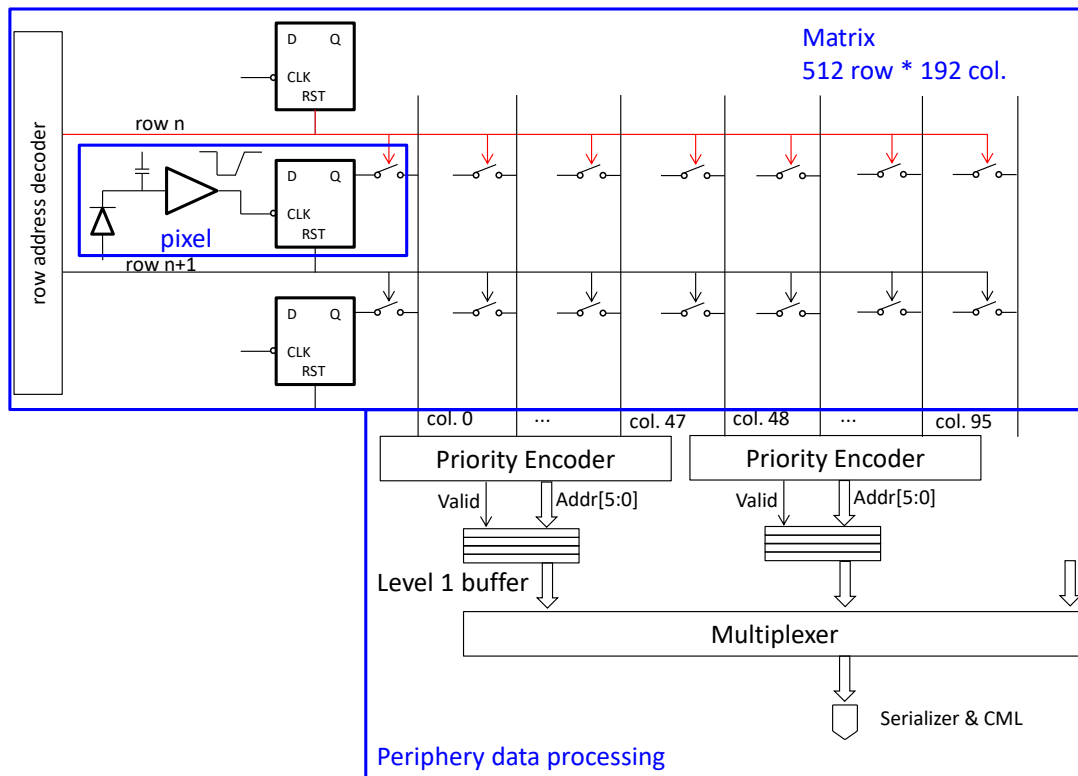 Matrix
512 row * 192 col.
row address decoder
D Q
CLK
RST
row n
D Q
CLK
RST
pixel
row n+1
D Q
CLK
RST
col. 0 ... col. 47 col. 48 ... col. 95
Priority Encoder Priority Encoder
Valid Addr[5:0] Valid Addr[5:0]
Level 1 buffer
Multiplexer
Serializer & CML
Periphery data processing